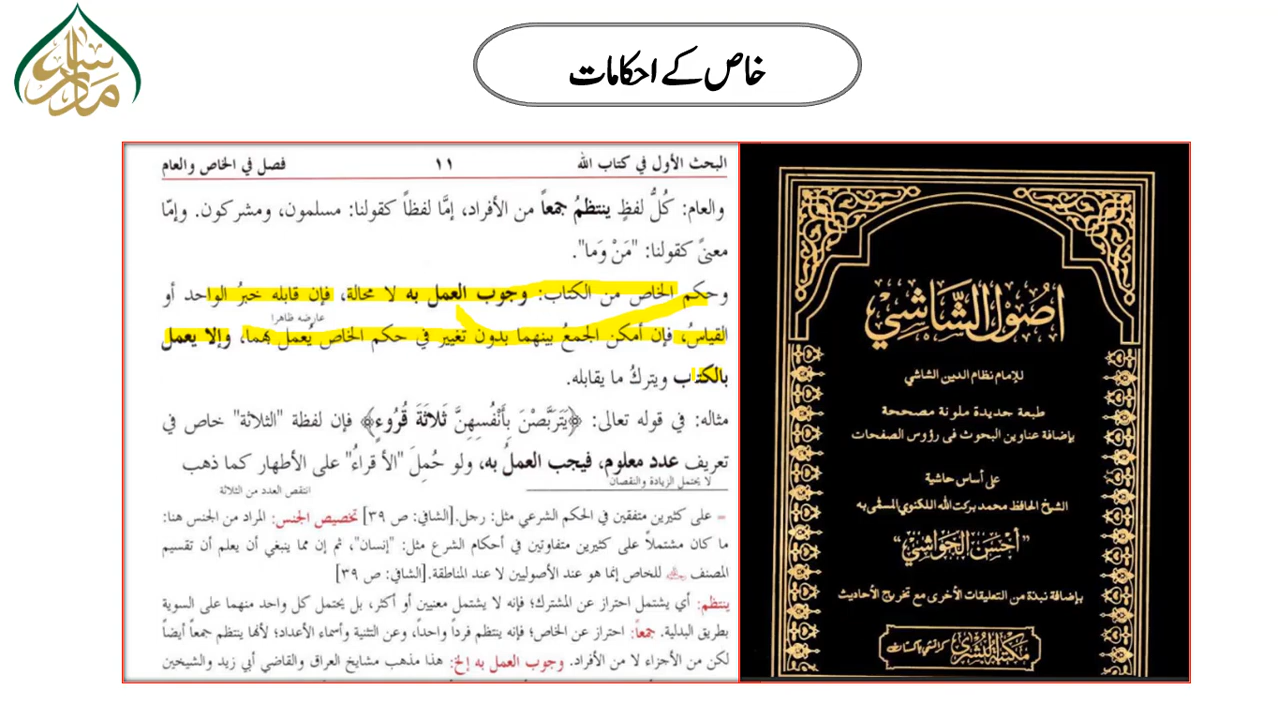 خاص کے احکامات
البحث الأول في كتاب الله ١١ فصل في الخاص والعام
والعام: كُلُّ لفظٍ ينتظمُ جمعاً من الأفراد، إمَّا لفظاً كقولنا: مسلمون، ومشركون. وإمّا
معنىً كقولنا: "مَنْ وَما".
وحكم الخاص من الكتاب: وجوب العمل به لا محالة، فإن قابله خبرُ الواحد أو
عارضه ظاهرا
القياسُ، فإن أمكن الجمعُ بينهما بدون تغيير في حكم الخاص يُعمل بهما، وإلا يعمل
بالكتاب ويتركُ ما يقابله.
مثاله: في قوله تعالى: ﴿يَتَرَبَّصْنَ بِأَنْفُسِهِنَّ ثَلاثَةَ قُرُوءٍ﴾ فإن لفظة "الثلاثة" خاص في
تعريف عدد معلوم، فيجب العملُ به، ولو حُمِلَ "الأقراءُ" على الأطهار كما ذهب
لا يحتمل الزيادة والنقصان
انتقص العدد من الثلاثة
= على كثيرين متفقين في الحكم الشرعي مثل: رجل.[الشافي: ص ٣٩] تخصيص الجنس: المراد من الجنس هنا:
ما كان مشتملاً على كثيرين متفاوتين في أحكام الشرع مثل: "إنسان"، ثم إن مما ينبغي أن يعلم أن تقسيم
المصنف للخاص إنما هو عند الأصوليين لا عند المناطقة.[الشافي: ص ٣٩]
ينتظم: أي يشتمل احتراز عن المشترك؛ فإنه لا يشتمل معنيين أو أكثر، بل يحتمل كل واحد منهما على السوية
بطريق البدلية. جمعاً: احتراز عن الخاص؛ فإنه ينتظم فرداً واحداً، وعن التثنية وأسماء الأعداد؛ لأنها ينتظم جمعاً أيضاً
لكن من الأجزاء لا من الأفراد. وجوب العمل به إلخ: هذا مذهب مشايخ العراق والقاضي أبي زيد والشيخين
أصول الشاشي
للإمام نظام الدين الشاشي
طبعة جديدة ملونة مصححة
بإضافة عناوين البحوث في رؤوس الصفحات
على أساس حاشية
الشيخ الحافظ محمد بركت الله اللكنوي المسمّى به
"أحسن الحواشي"
بإضافة نبذة من التعليقات الأخرى مع تخريج الأحاديث
مكتبة البشرى كراتشي باكستان